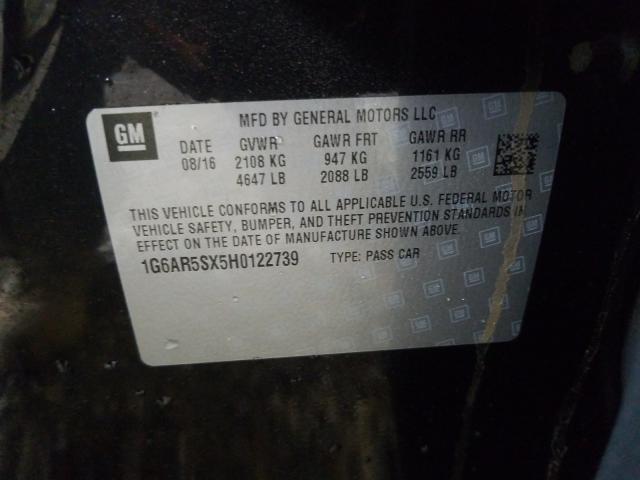 GM
MFD BY GENERAL MOTORS LLC
DATE GVWR GAWR FRT GAWR RR
08/16 2108 KG 947 KG 1161 KG
4647 LB 2088 LB 2559 LB
THIS VEHICLE CONFORMS TO ALL APPLICABLE U.S. FEDERAL MOTOR
VEHICLE SAFETY, BUMPER, AND THEFT PREVENTION STANDARDS IN
EFFECT ON THE DATE OF MANUFACTURE SHOWN ABOVE.
1G6AR5SX5H0122739 TYPE: PASS CAR